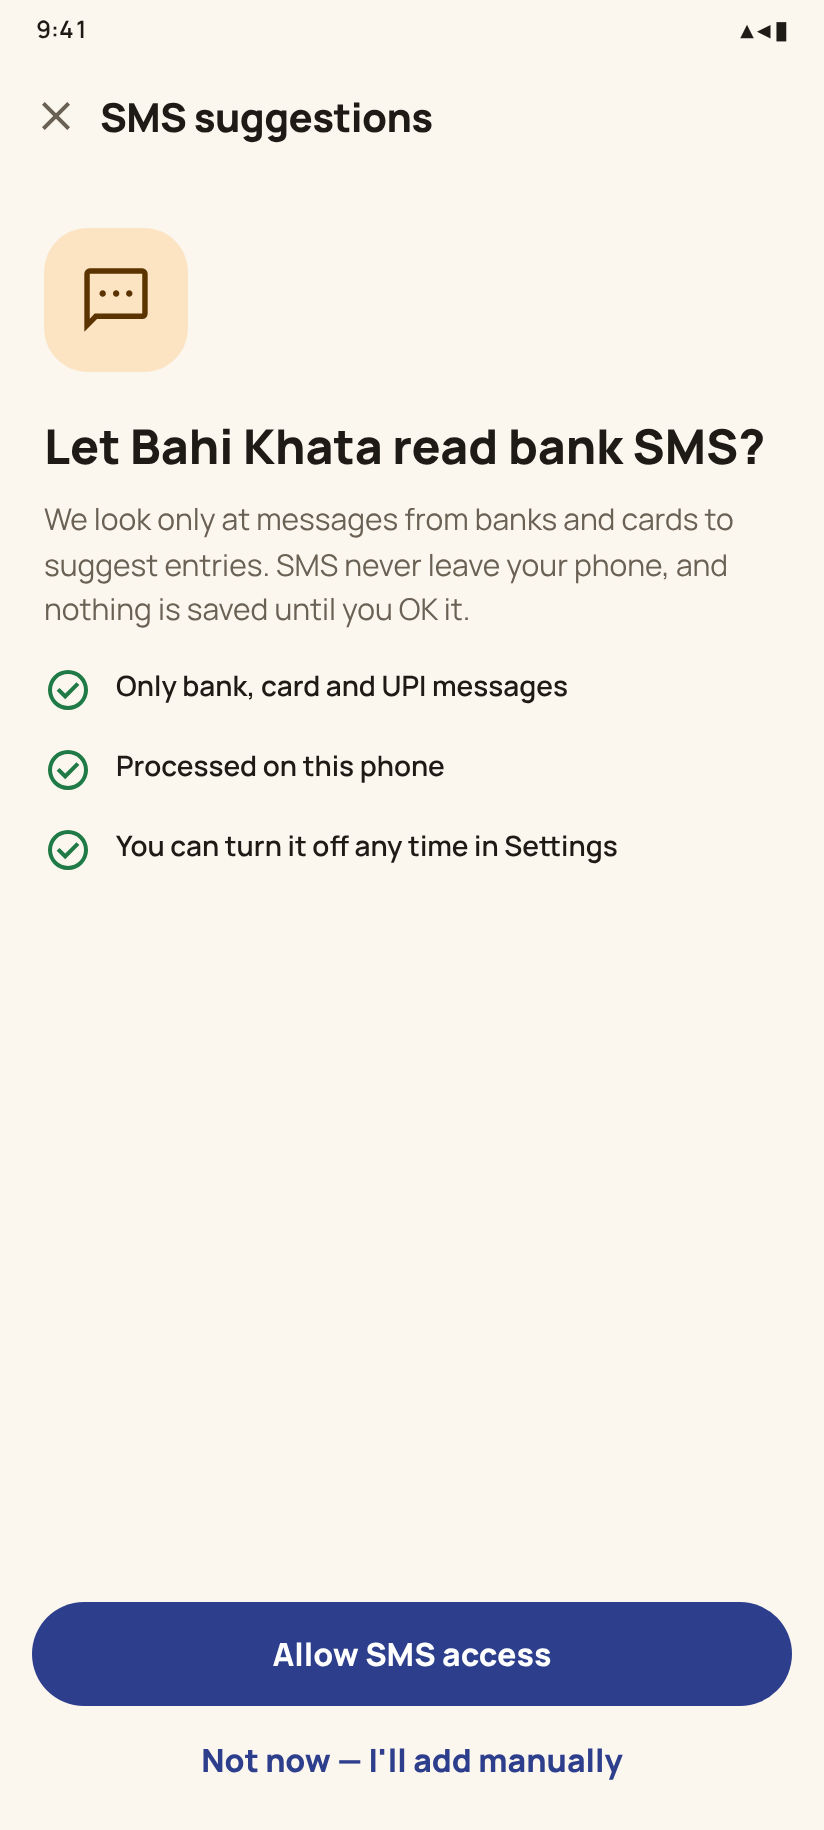 9:41
SMS suggestions
Let Bahi Khata read bank SMS?
We look only at messages from banks and cards to
suggest entries. SMS never leave your phone, and
nothing is saved until you OK it.
Only bank, card and UPI messages
Processed on this phone
You can turn it off any time in Settings
Allow SMS access
Not now — I'll add manually